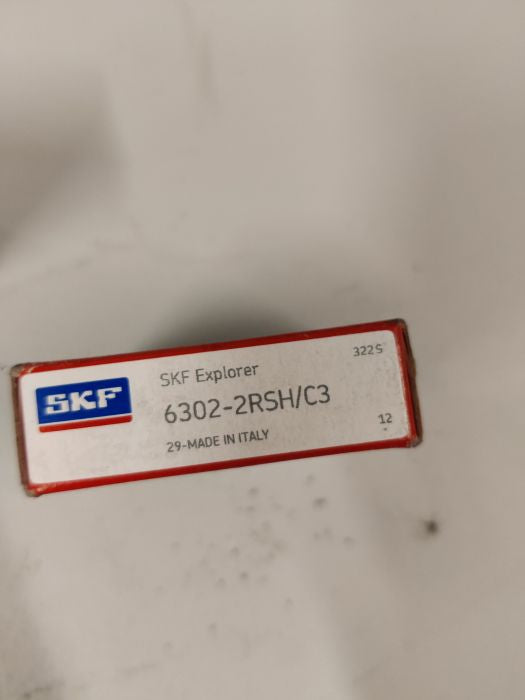 SKF
SKF Explorer
322S
6302-2RSH/C3
29-MADE IN ITALY
12